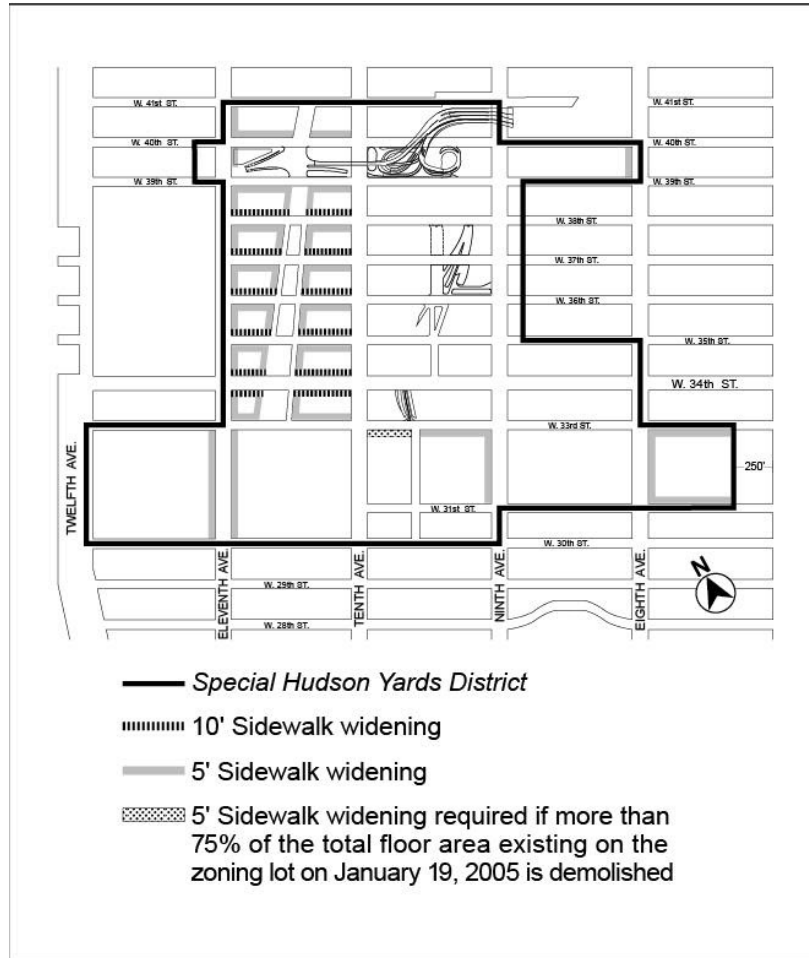 W. 41st ST.
W. 41st ST.
W. 40th ST.
W. 40th ST.
W. 39th ST.
W. 39th ST.
W. 38th ST.
W. 37th ST.
W. 36th ST.
W. 35th ST.
W. 34th ST.
W. 33rd ST.
250'
W. 31st ST.
W. 30th ST.
W. 29th ST.
W. 28th ST.
TWELFTH AVE.
ELEVENTH AVE.
TENTH AVE.
NINTH AVE.
EIGHTH AVE.
N
Special Hudson Yards District
10' Sidewalk widening
5' Sidewalk widening
5' Sidewalk widening required if more than
75% of the total floor area existing on the
zoning lot on January 19, 2005 is demolished